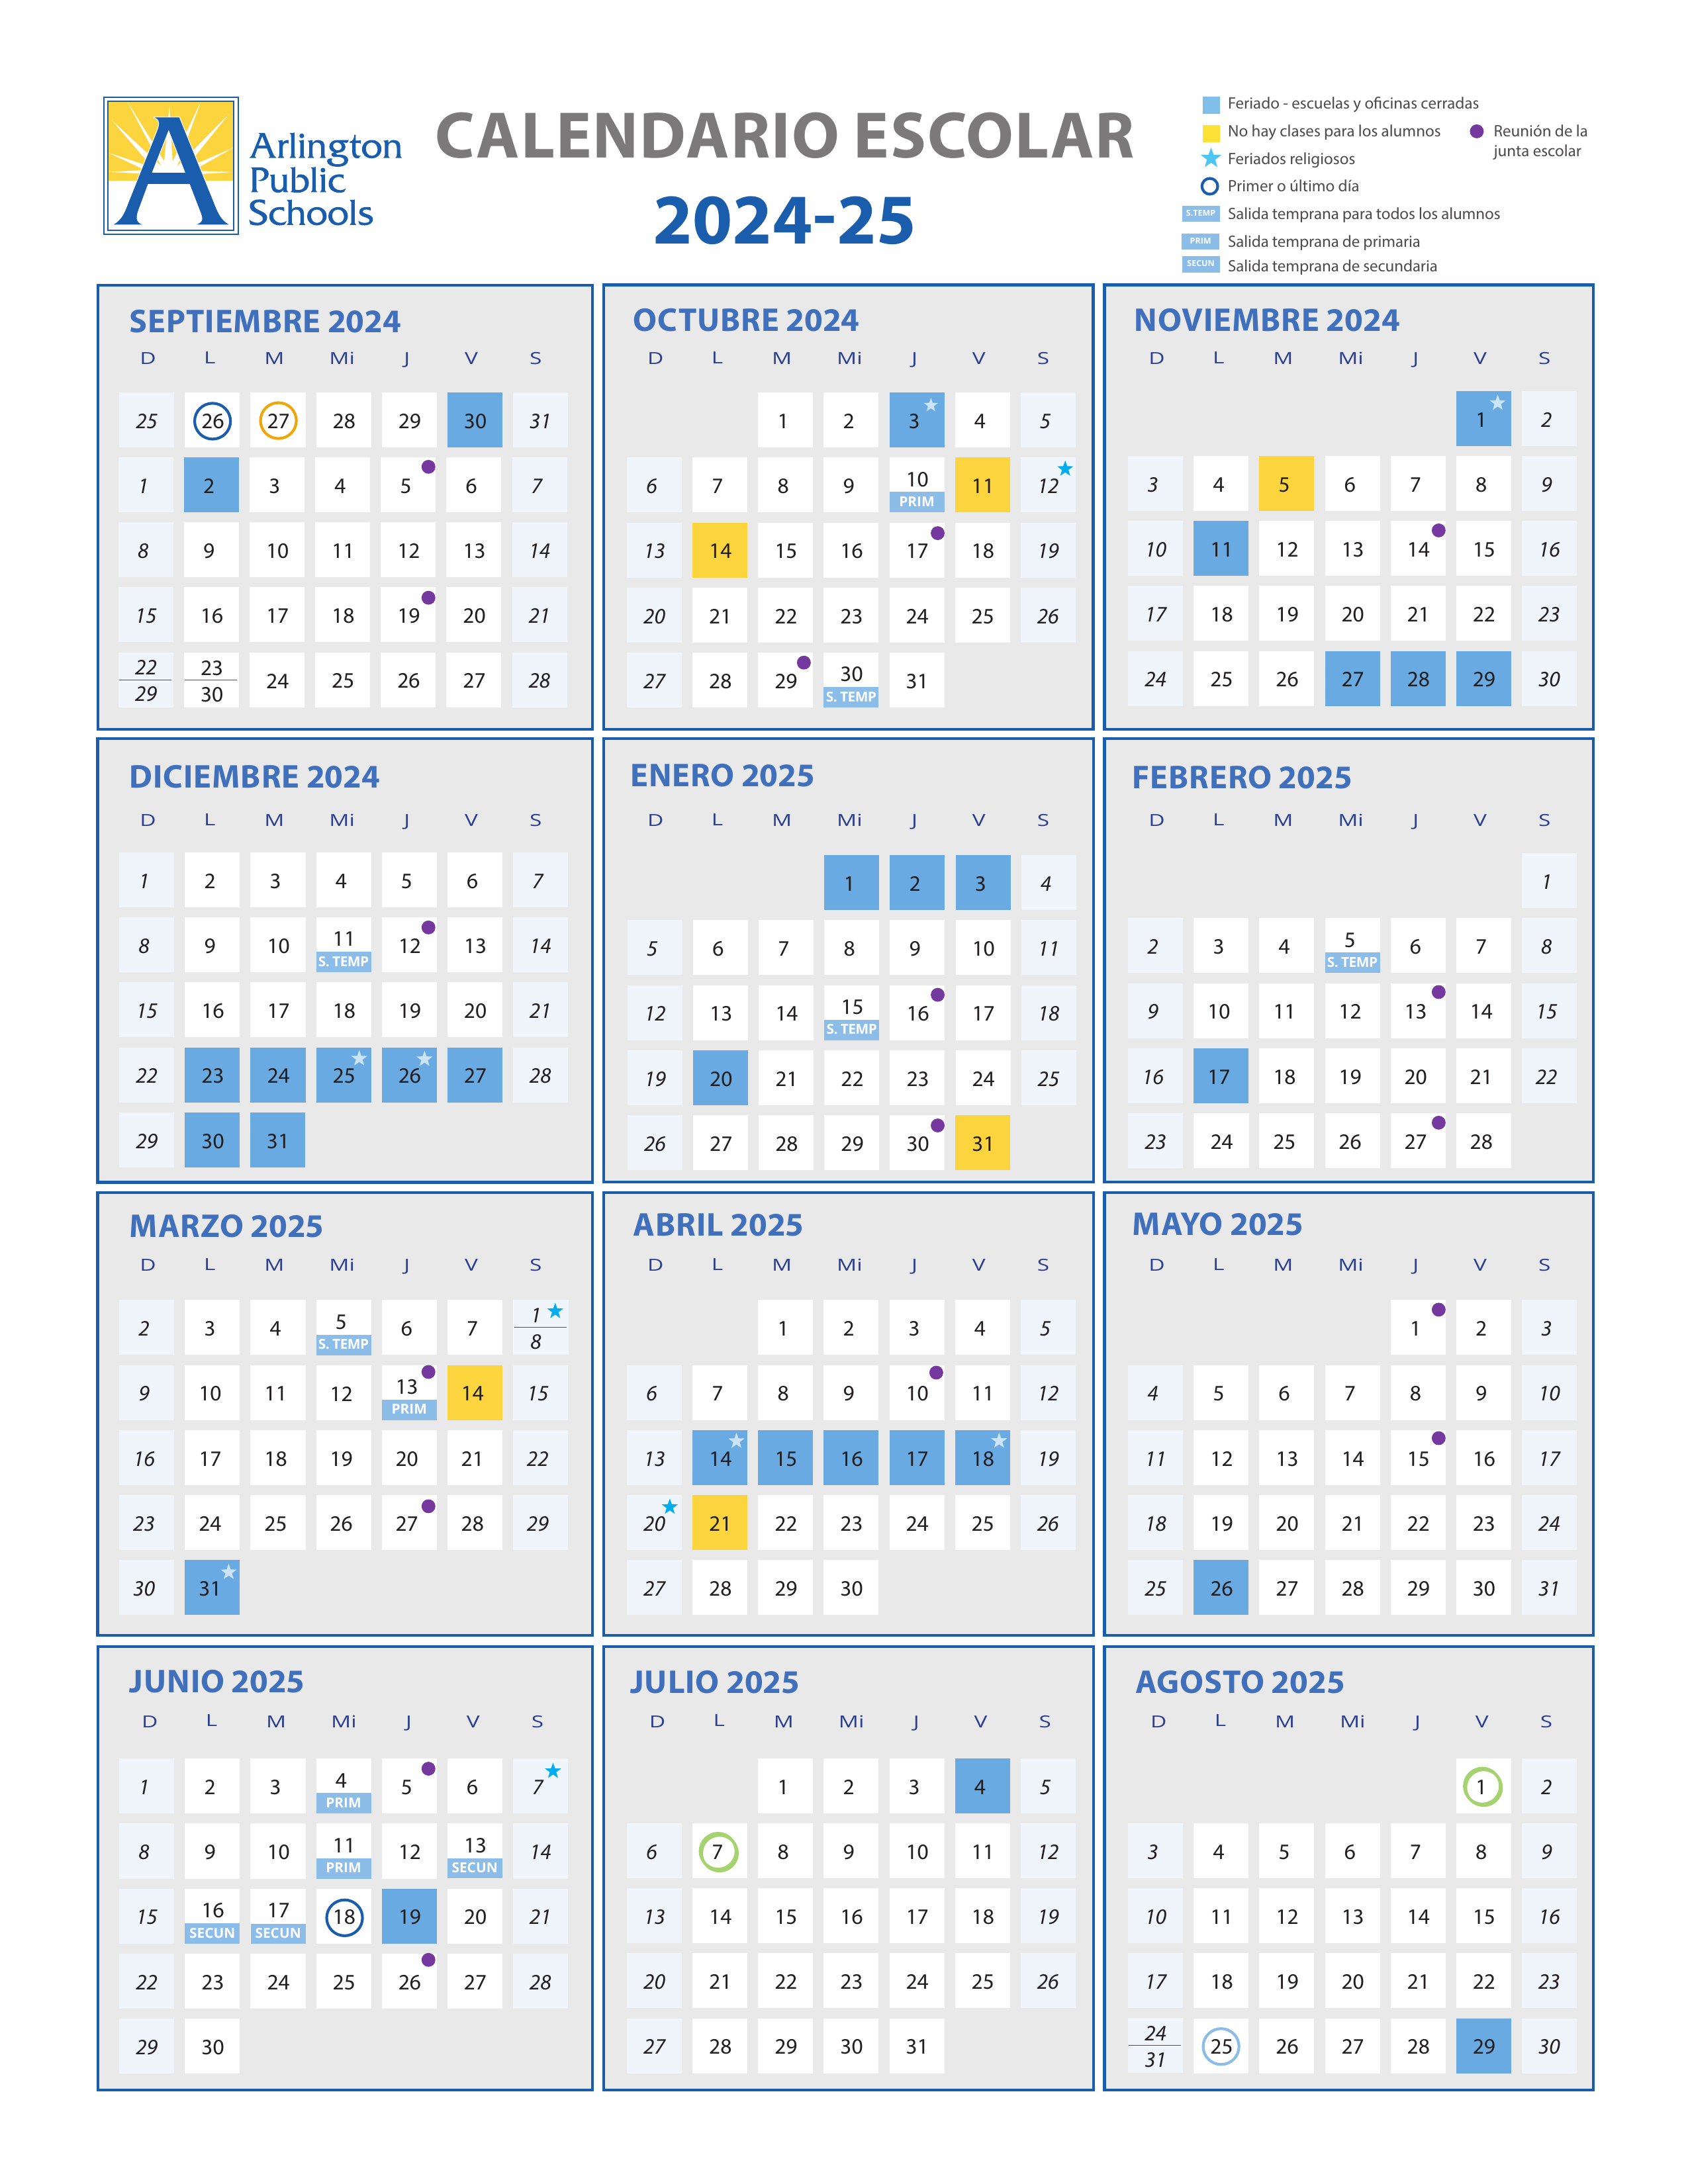 Arlington
Public
Schools
CALENDARIO ESCOLAR
2024-25
Feriado - escuelas y oficinas cerradas
No hay clases para los alumnos
Reunión de la
junta escolar
Feriados religiosos
Primer o último día
S.TEMP Salida temprana para todos los alumnos
PRIM Salida temprana de primaria
SECUN Salida temprana de secundaria
SEPTIEMBRE 2024
D L M Mi J V S
25 26 27 28 29 30 31
1 2 3 4 5 6 7
8 9 10 11 12 13 14
15 16 17 18 19 20 21
22 23 24 25 26 27 28
29 30
OCTUBRE 2024
D L M Mi J V S
1 2 3 4 5
6 7 8 9 10 11 12
PRIM
13 14 15 16 17 18 19
20 21 22 23 24 25 26
27 28 29 30 31
S. TEMP
NOVIEMBRE 2024
D L M Mi J V S
1 2
3 4 5 6 7 8 9
10 11 12 13 14 15 16
17 18 19 20 21 22 23
24 25 26 27 28 29 30
DICIEMBRE 2024
D L M Mi J V S
1 2 3 4 5 6 7
8 9 10 11 12 13 14
S. TEMP
15 16 17 18 19 20 21
22 23 24 25 26 27 28
29 30 31
ENERO 2025
D L M Mi J V S
1 2 3 4
5 6 7 8 9 10 11
12 13 14 15 16 17 18
S. TEMP
19 20 21 22 23 24 25
26 27 28 29 30 31
FEBRERO 2025
D L M Mi J V S
1
2 3 4 5 6 7 8
S. TEMP
9 10 11 12 13 14 15
16 17 18 19 20 21 22
23 24 25 26 27 28
MARZO 2025
D L M Mi J V S
2 3 4 5 6 7 1
S. TEMP 8
9 10 11 12 13 14 15
PRIM
16 17 18 19 20 21 22
23 24 25 26 27 28 29
30 31
ABRIL 2025
D L M Mi J V S
1 2 3 4 5
6 7 8 9 10 11 12
13 14 15 16 17 18 19
20 21 22 23 24 25 26
27 28 29 30
MAYO 2025
D L M Mi J V S
1 2 3
4 5 6 7 8 9 10
11 12 13 14 15 16 17
18 19 20 21 22 23 24
25 26 27 28 29 30 31
JUNIO 2025
D L M Mi J V S
1 2 3 4 5 6 7
PRIM
8 9 10 11 12 13 14
PRIM SECUN
15 16 17 18 19 20 21
SECUN SECUN
22 23 24 25 26 27 28
29 30
JULIO 2025
D L M Mi J V S
1 2 3 4 5
6 7 8 9 10 11 12
13 14 15 16 17 18 19
20 21 22 23 24 25 26
27 28 29 30 31
AGOSTO 2025
D L M Mi J V S
1 2
3 4 5 6 7 8 9
10 11 12 13 14 15 16
17 18 19 20 21 22 23
24 25 26 27 28 29 30
31